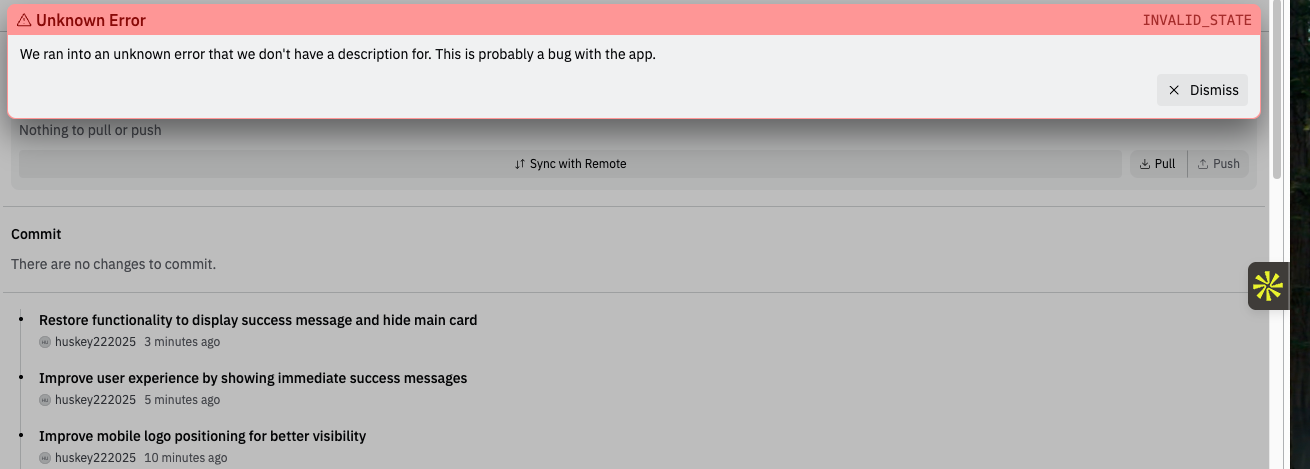 Unknown Error
INVALID_STATE
We ran into an unknown error that we don't have a description for. This is probably a bug with the app.
Dismiss
Nothing to pull or push
Sync with Remote
Pull
Push
Commit
There are no changes to commit.
Restore functionality to display success message and hide main card
huskey222025 3 minutes ago
Improve user experience by showing immediate success messages
huskey222025 5 minutes ago
Improve mobile logo positioning for better visibility
huskey222025 10 minutes ago